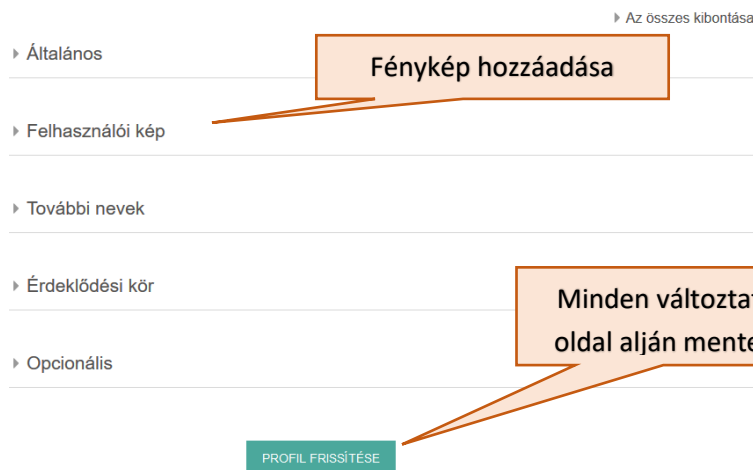 Az összes kibontása
Általános
Fénykép hozzáadása
Felhasználói kép
További nevek
Érdeklődési kör
Minden
oldal alján
Opcionális
PROFIL FRISSÍTÉSE